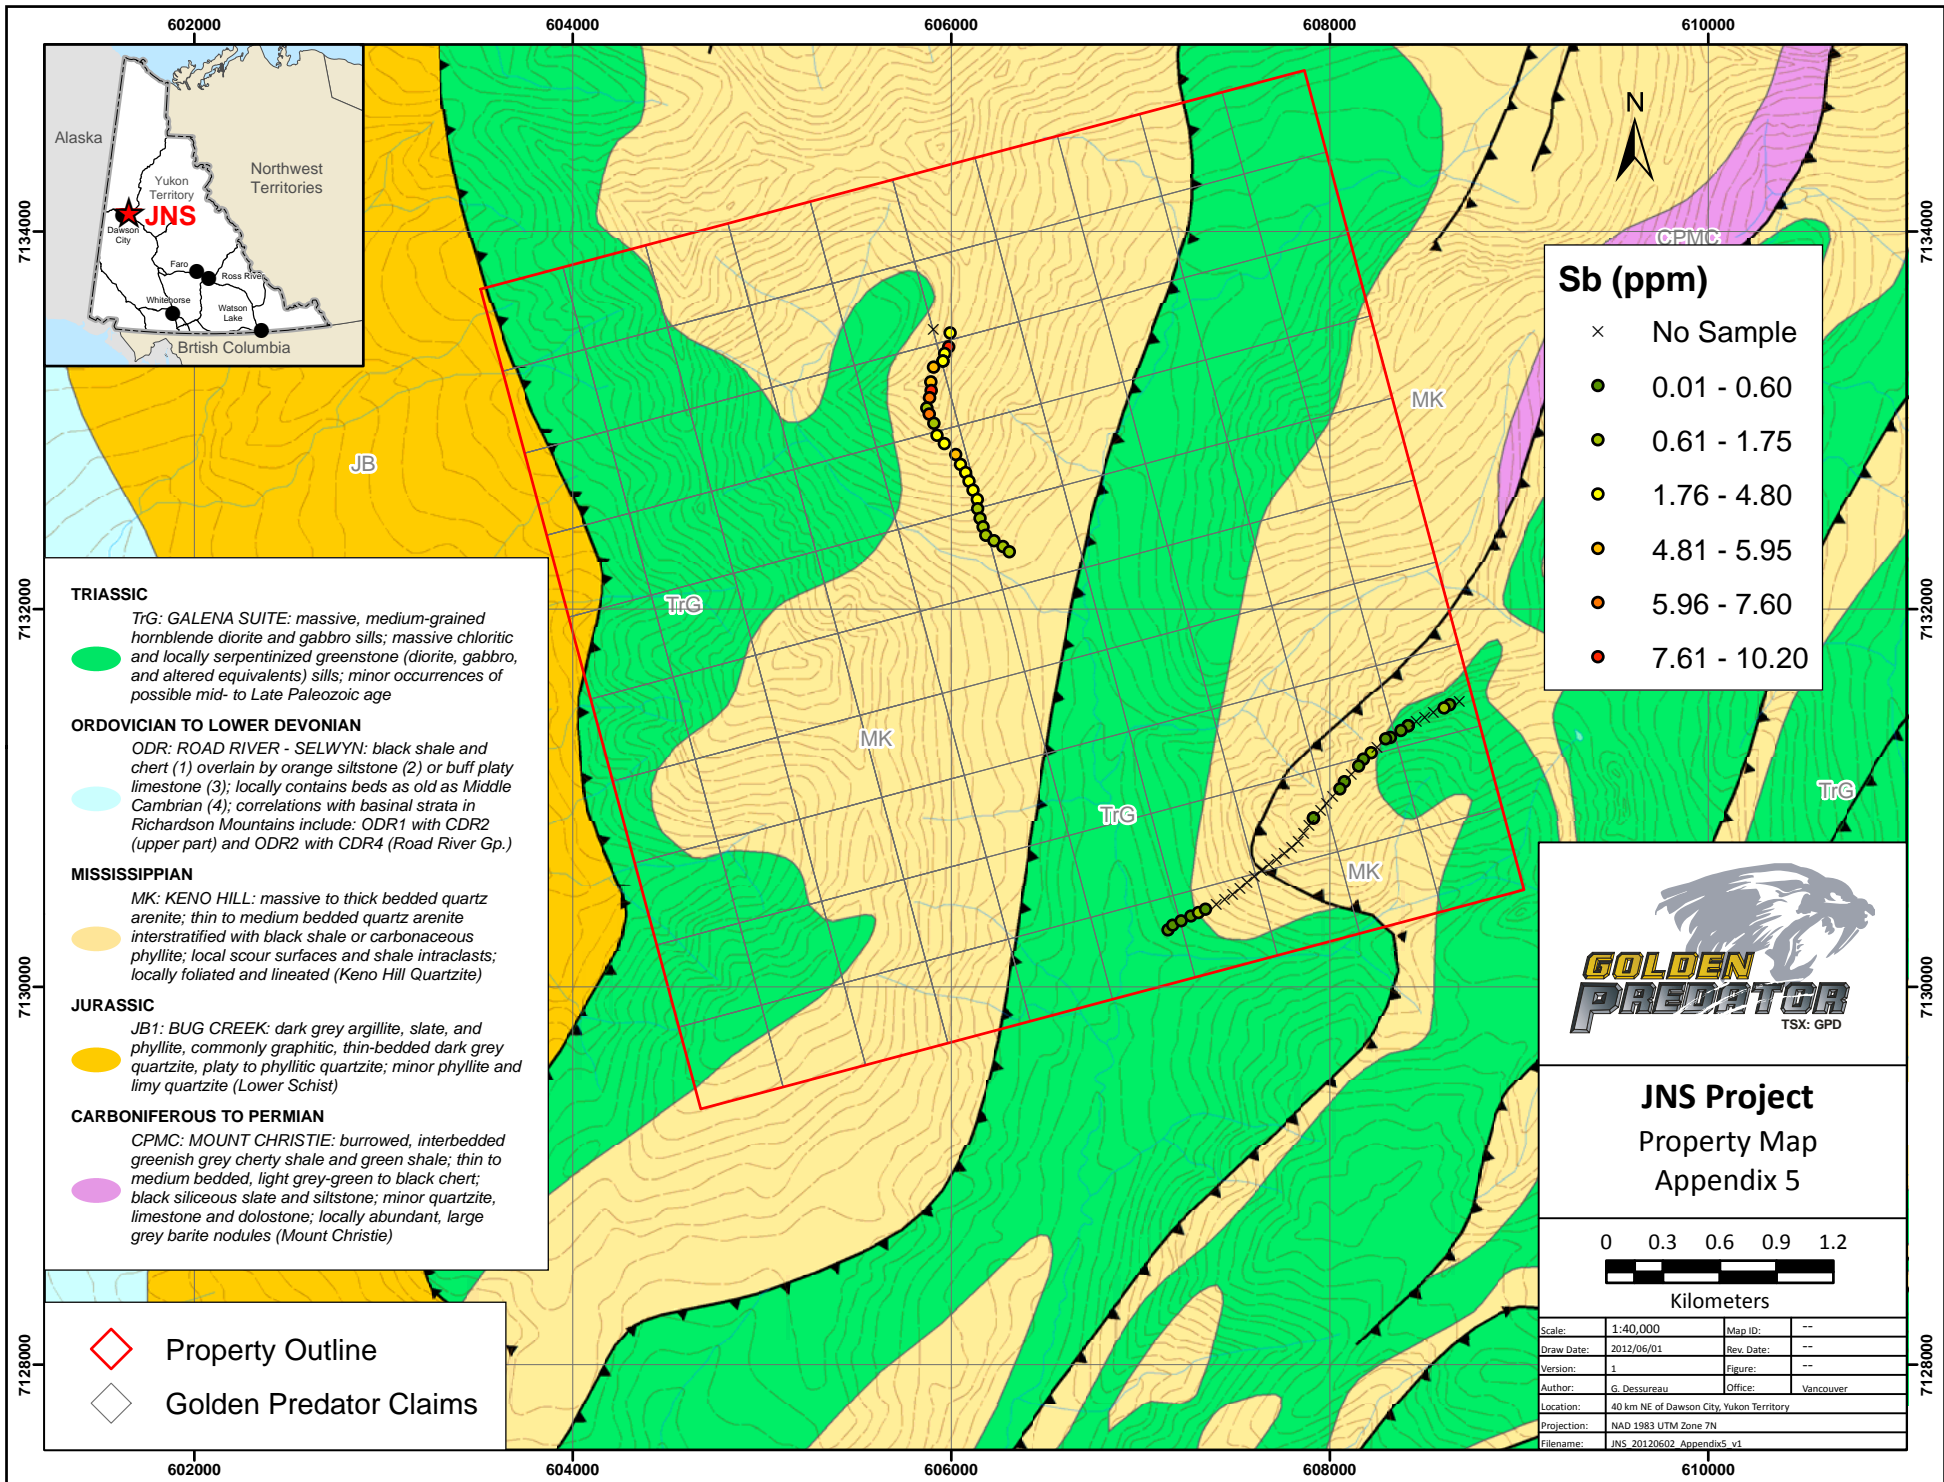 602000
604000
606000
608000
610000
7134000
7132000
7130000
7128000
7134000
7132000
7130000
7128000
602000
604000
606000
608000
610000
Alaska
Yukon
Territory
Northwest
Territories
JNS
Dawson
City
Faro
Ross River
Whitehorse
Watson
Lake
Brtish Columbia
N
JB
TrG
MK
TrG
MK
MK
TrG
CPMC
Sb (ppm)
No Sample
0.01 - 0.60
0.61 - 1.75
1.76 - 4.80
4.81 - 5.95
5.96 - 7.60
7.61 - 10.20
TRIASSIC
TrG: GALENA SUITE: massive, medium-grained
hornblende diorite and gabbro sills; massive chloritic
and locally serpentinized greenstone (diorite, gabbro,
and altered equivalents) sills; minor occurrences of
possible mid- to Late Paleozoic age
ORDOVICIAN TO LOWER DEVONIAN
ODR: ROAD RIVER - SELWYN: black shale and
chert (1) overlain by orange siltstone (2) or buff platy
limestone (3); locally contains beds as old as Middle
Cambrian (4); correlations with basinal strata in
Richardson Mountains include: ODR1 with CDR2
(upper part) and ODR2 with CDR4 (Road River Gp.)
MISSISSIPPIAN
MK: KENO HILL: massive to thick bedded quartz
arenite; thin to medium bedded quartz arenite
interstratified with black shale or carbonaceous
phyllite; local scour surfaces and shale intraclasts;
locally foliated and lineated (Keno Hill Quartzite)
JURASSIC
JB1: BUG CREEK: dark grey argillite, slate, and
phyllite, commonly graphitic, thin-bedded dark grey
quartzite, platy to phyllitic quartzite; minor phyllite and
limy quartzite (Lower Schist)
CARBONIFEROUS TO PERMIAN
CPMC: MOUNT CHRISTIE: burrowed, interbedded
greenish grey cherty shale and green shale; thin to
medium bedded, light grey-green to black chert;
black siliceous slate and siltstone; minor quartzite,
limestone and dolostone; locally abundant, large
grey barite nodules (Mount Christie)
Property Outline
Golden Predator Claims
GOLDEN
PREDATOR
TSX: GPD
JNS Project
Property Map
Appendix 5
0 0.3 0.6 0.9 1.2
Kilometers
Scale: 1:40,000 Map ID: --
Draw Date: 2012/06/01 Rev. Date: --
Version: 1 Figure: --
Author: G. Dessureau Office: Vancouver
Location: 40 km NE of Dawson City, Yukon Territory
Projection: NAD 1983 UTM Zone 7N
Filename: JNS_20120602_Appendix5_v1